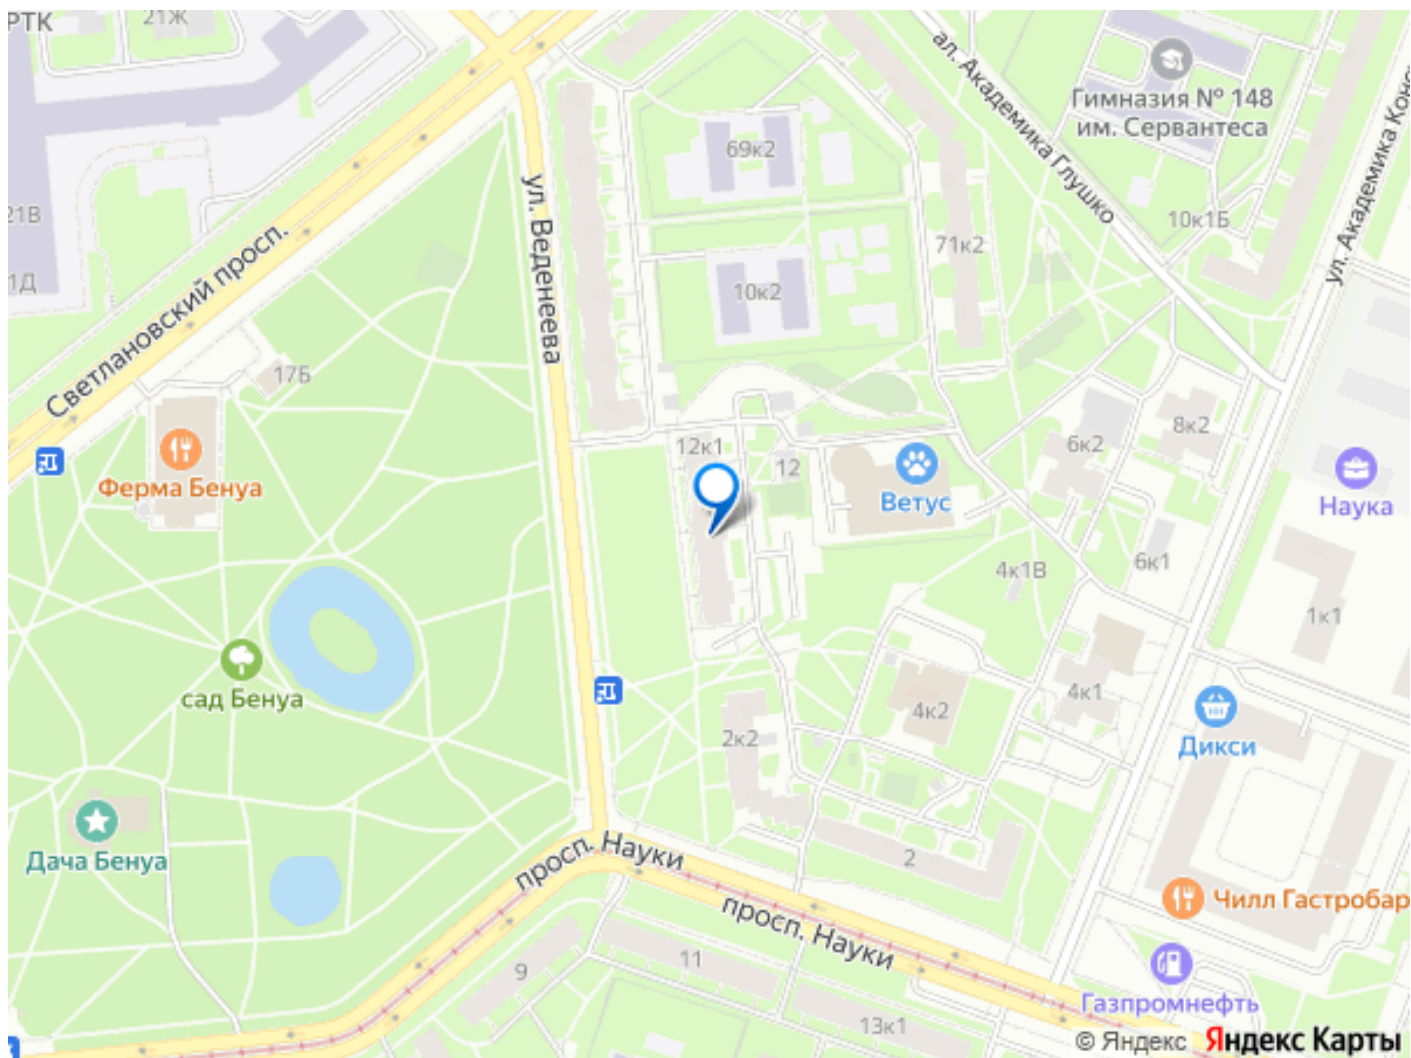 РТК
21Ж
ал. Академика Глушко
Гимназия № 148
им. Сервантеса
69к2
ул. Веденеева
21В
10к1Б
71к2
1Д
10к2
Светлановский просп.
17Б
12к1
12
8к2
6к2
Ферма Бенуа
Ветус
Наука
4к1В
6к1
1к1
сад Бенуа
4к1
4к2
2к2
Дикси
Дача Бенуа
просп. Науки
2
просп. Науки
Чилл Гастробар
9
11
Газпромнефть
13к1
© Яндекс Яндекс Карты